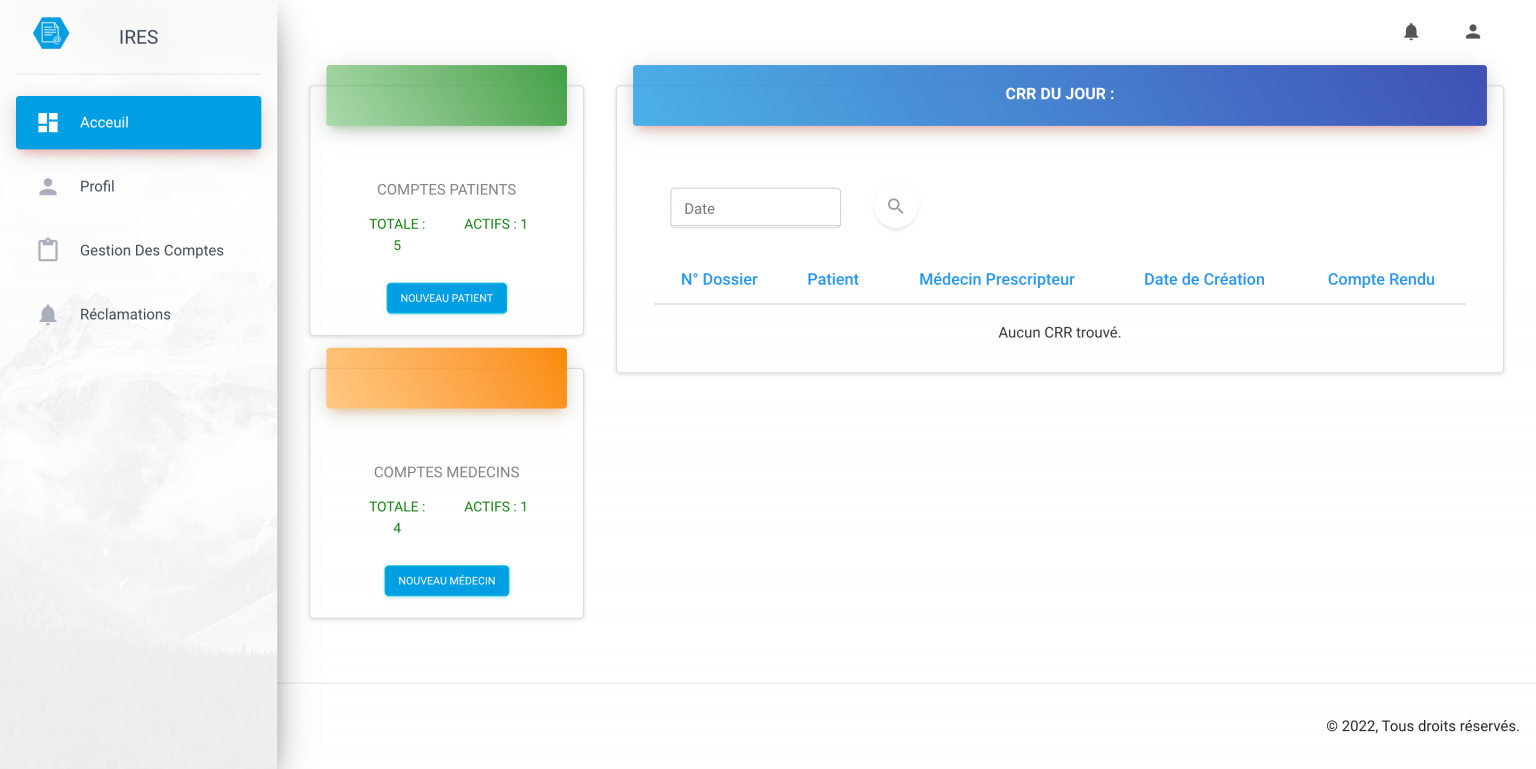 IRES
Acceuil
Profil
Gestion Des Comptes
Réclamations
COMPTES PATIENTS
TOTALE : ACTIFS : 1
5
NOUVEAU PATIENT
COMPTES MEDECINS
TOTALE : ACTIFS : 1
4
NOUVEAU MÉDECIN
CRR DU JOUR :
Date
N° Dossier Patient Médecin Prescripteur Date de Création Compte Rendu
Aucun CRR trouvé.
© 2022, Tous droits réservés.